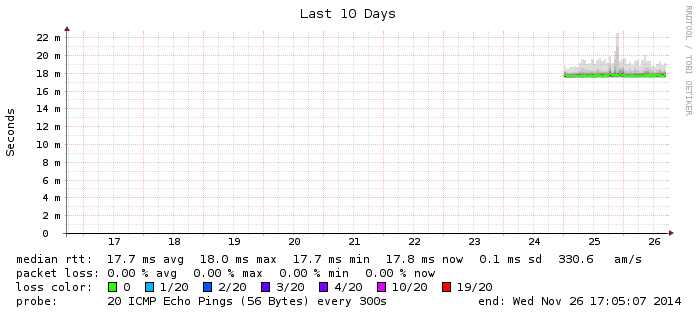 Last 10 Days
RRDTOOL / TOBI OETIKER
Seconds
22 m
20 m
18 m
16 m
14 m
12 m
10 m
8 m
6 m
4 m
2 m
0
17 18 19 20 21 22 23 24 25 26
median rtt: 17.7 ms avg 18.0 ms max 17.7 ms min 17.8 ms now 0.1 ms sd 330.6 am/s
packet loss: 0.00 % avg 0.00 % max 0.00 % min 0.00 % now
loss color: 0 1/20 2/20 3/20 4/20 10/20 19/20
probe: 20 ICMP Echo Pings (56 Bytes) every 300s end: Wed Nov 26 17:05:07 2014